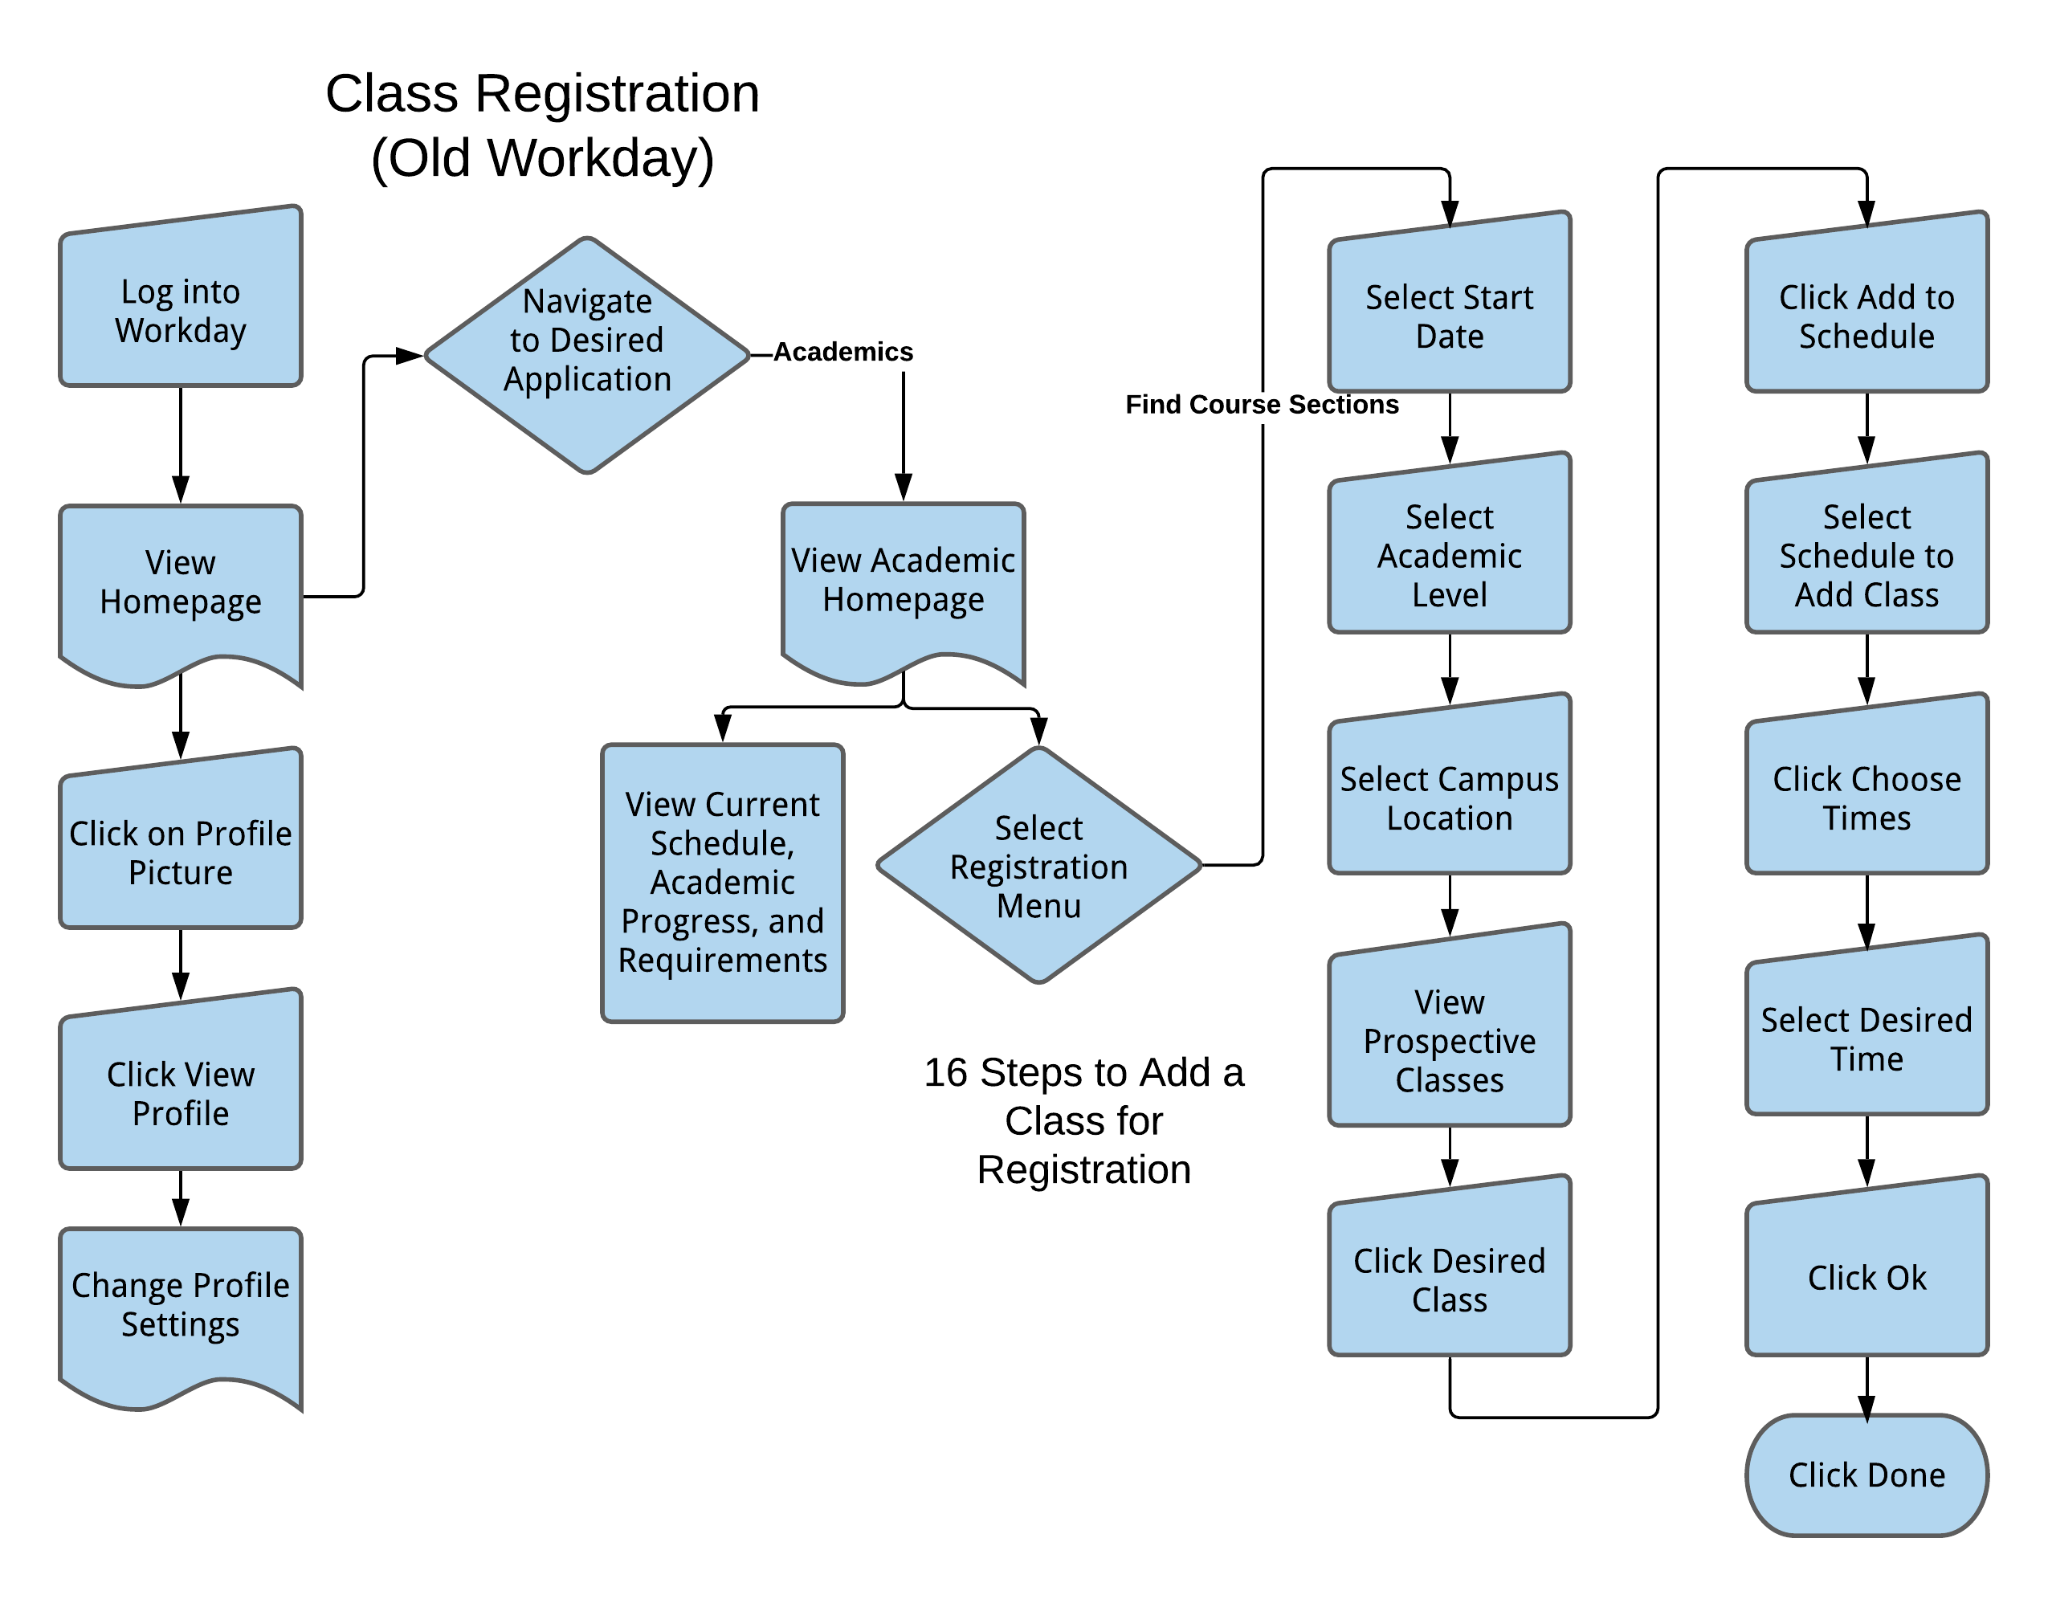 Class Registration
(Old Workday)
Log into
Workday
View
Homepage
Click on Profile
Picture
Click View
Profile
Change Profile
Settings
Navigate
to Desired
Application
Academics
View Academic
Homepage
View Current
Schedule,
Academic
Progress, and
Requirements
Select
Registration
Menu
16 Steps to Add a
Class for
Registration
Find Course Sections
Select Start
Date
Select
Academic
Level
Select Campus
Location
View
Prospective
Classes
Click Desired
Class
Click Add to
Schedule
Select
Schedule to
Add Class
Click Choose
Times
Select Desired
Time
Click Ok
Click Done